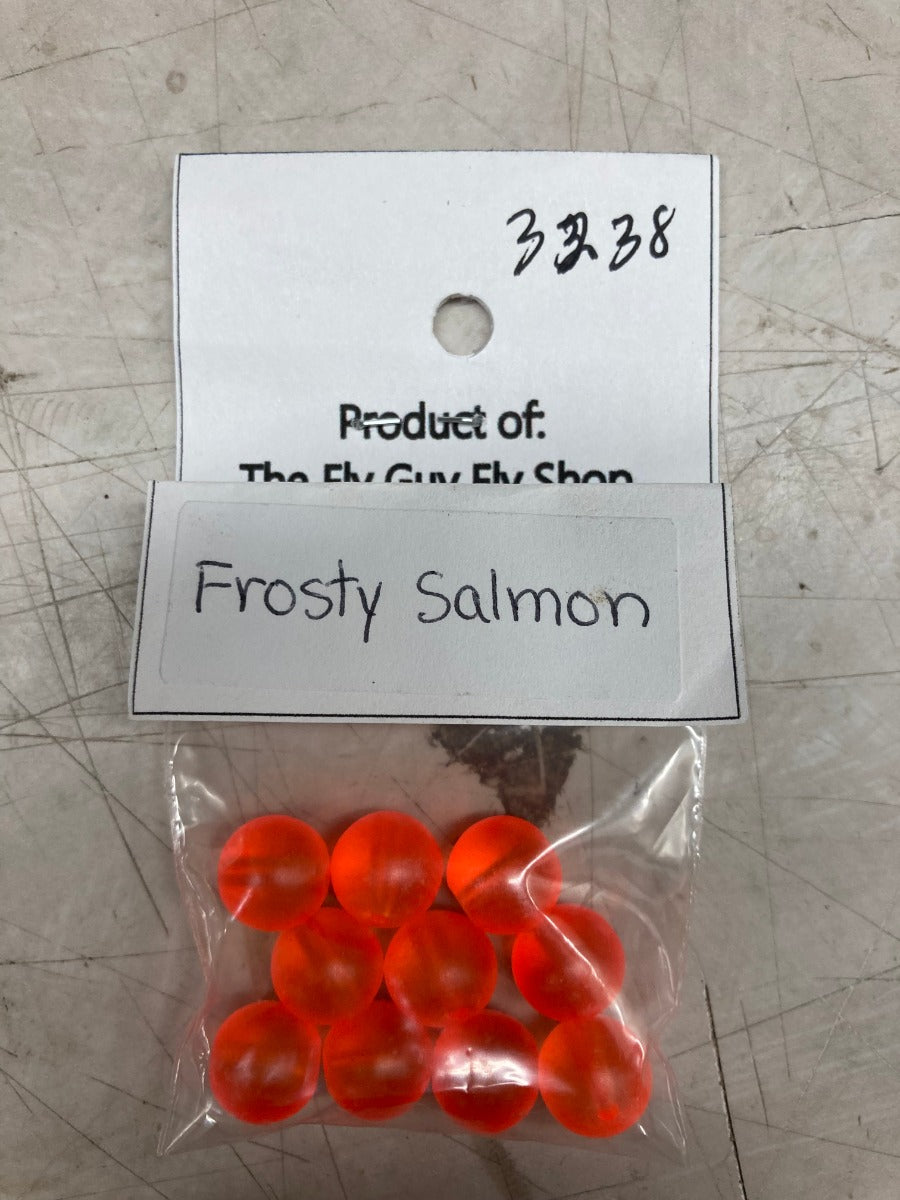 3238
Product of:
The Fly Guy Fly Shop
Frosty Salmon